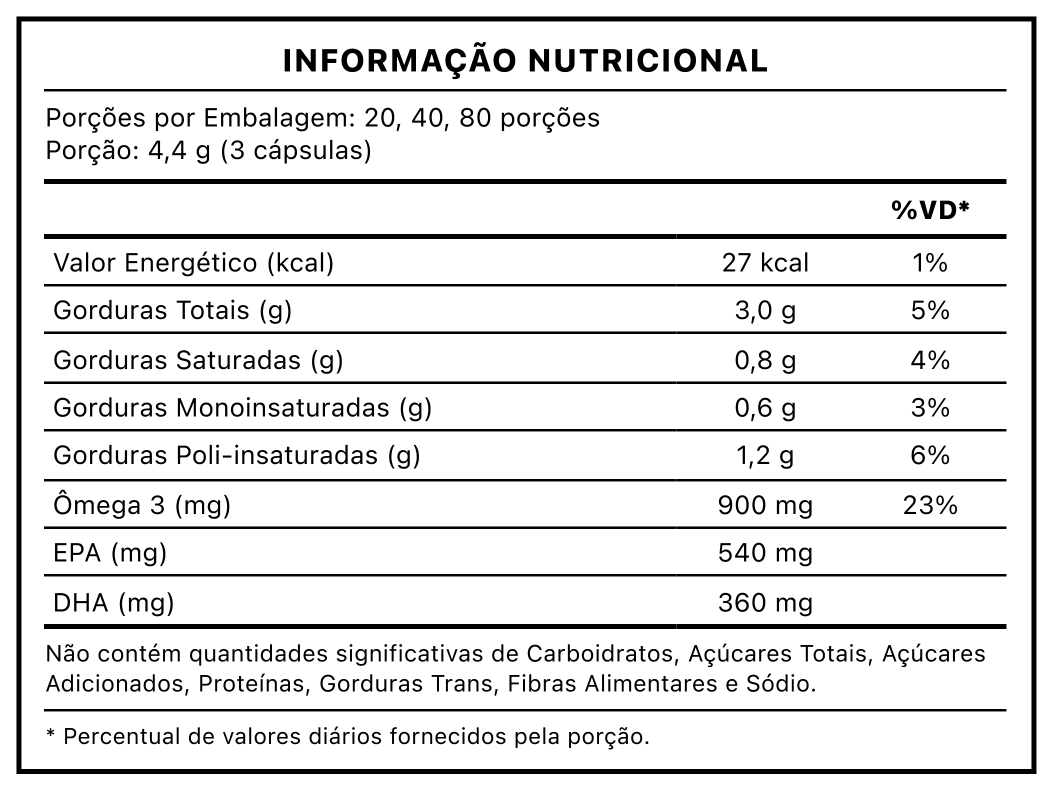 INFORMAÇÃO NUTRICIONAL
Porções por Embalagem: 20, 40, 80 porções
Porção: 4,4 g (3 cápsulas)
%VD*
Valor Energético (kcal) 27 kcal 1%
Gorduras Totais (g) 3,0 g 5%
Gorduras Saturadas (g) 0,8 g 4%
Gorduras Monoinsaturadas (g) 0,6 g 3%
Gorduras Poli-insaturadas (g) 1,2 g 6%
Ômega 3 (mg) 900 mg 23%
EPA (mg) 540 mg
DHA (mg) 360 mg
Não contém quantidades significativas de Carboidratos, Açúcares Totais, Açúcares
Adicionados, Proteínas, Gorduras Trans, Fibras Alimentares e Sódio.
* Percentual de valores diários fornecidos pela porção.